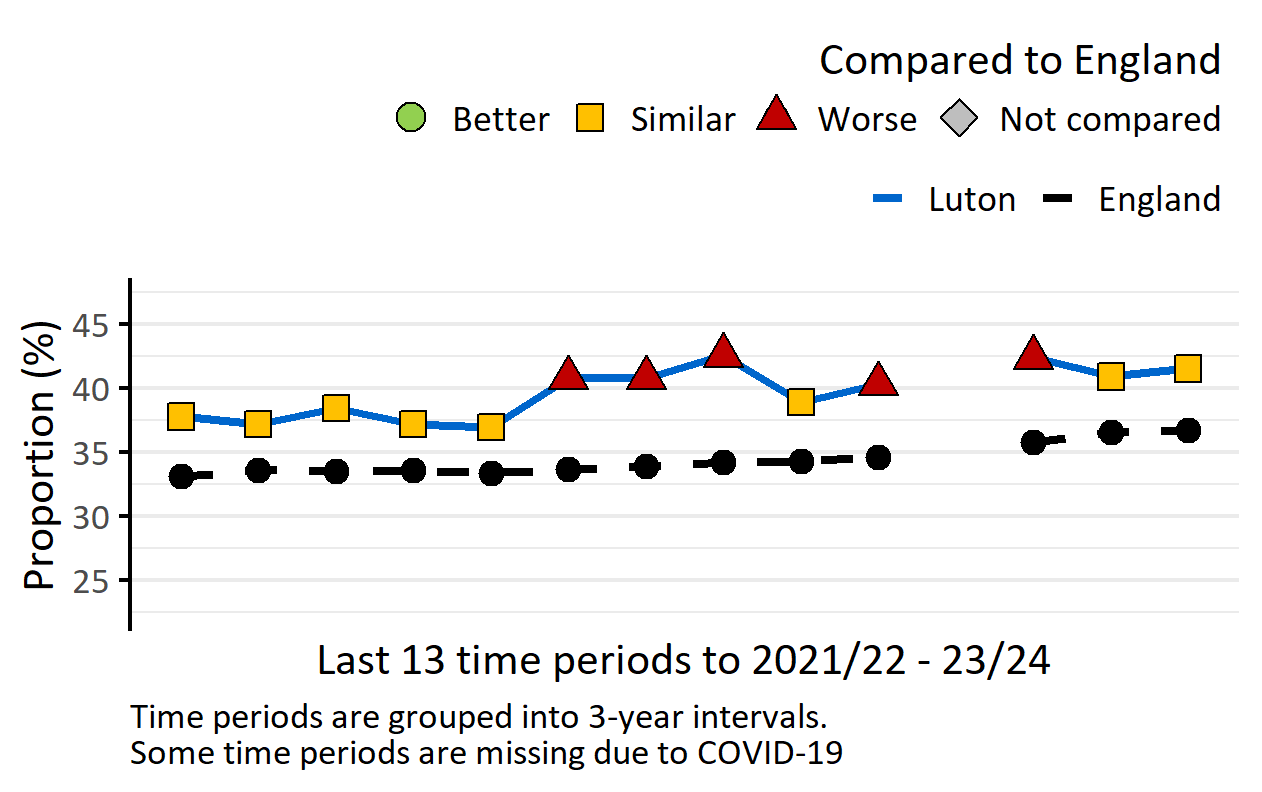 Compared to England
Better Similar Worse Not compared
Luton England
Proportion (%)
45
40
35
30
25
Last 13 time periods to 2021/22 - 23/24
Time periods are grouped into 3-year intervals.
Some time periods are missing due to COVID-19